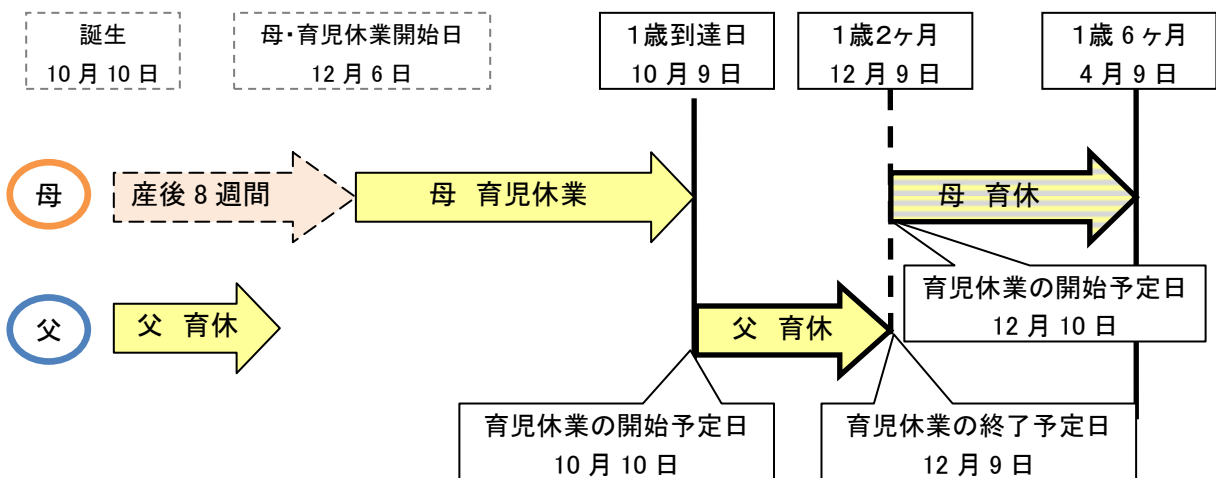 誕生
10月10日
母・育児休業開始日
12月6日
1歳到達日
10月9日
1歳2ヶ月
12月9日
1歳6ヶ月
4月9日
母
産後8週間
母 育児休業
母 育休
育児休業の開始予定日
12月10日
父
父 育休
父 育休
育児休業の開始予定日
10月10日
育児休業の終了予定日
12月9日